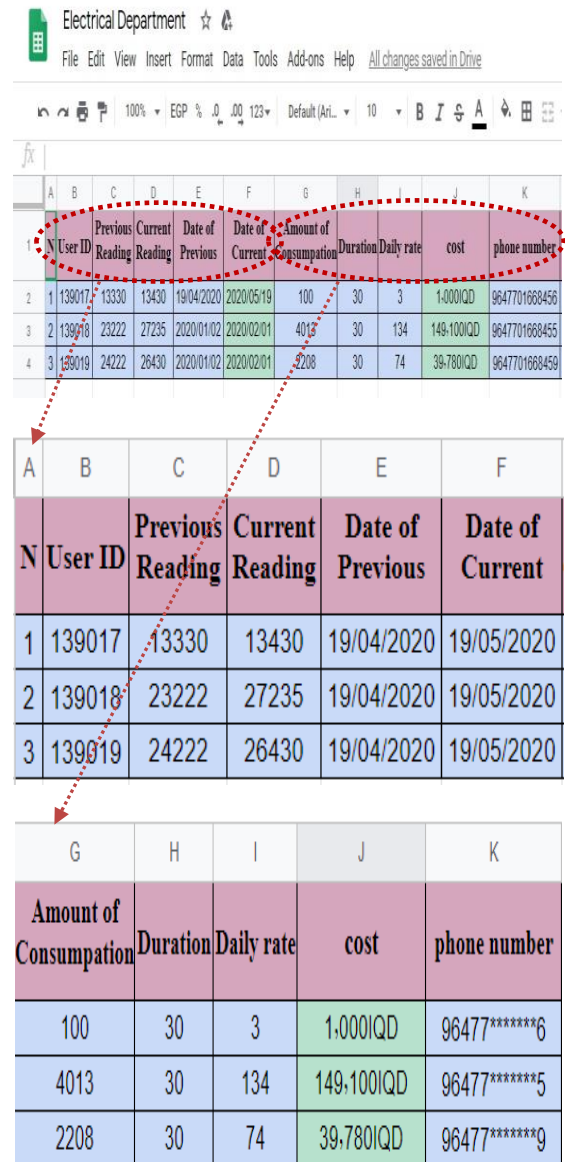 Electrical Department
File Edit View Insert Format Data Tools Add-ons Help All changes saved in Drive
100% EGP % .0 .00 123 Default (Ari... 10 B I S A
fx
A B C D E F G H I J K
1 N User ID Previous Reading Current Reading Date of Previous Date of Current Amount of Consumpation Duration Daily rate cost phone number
2 1 139017 13330 13430 19/04/2020 2020/05/19 100 30 3 1,000IQD 9647701668456
3 2 139018 23222 27235 2020/01/02 2020/02/01 4013 30 134 149,100IQD 9647701668455
4 3 139019 24222 26430 2020/01/02 2020/02/01 2208 30 74 39,780IQD 9647701668459
A B C D E F
N User ID Previous Reading Current Reading Date of Previous Date of Current
1 139017 13330 13430 19/04/2020 19/05/2020
2 139018 23222 27235 19/04/2020 19/05/2020
3 139019 24222 26430 19/04/2020 19/05/2020
G H I J K
Amount of Consumpation Duration Daily rate cost phone number
100 30 3 1,000IQD 96477*******6
4013 30 134 149,100IQD 96477*******5
2208 30 74 39,780IQD 96477*******9